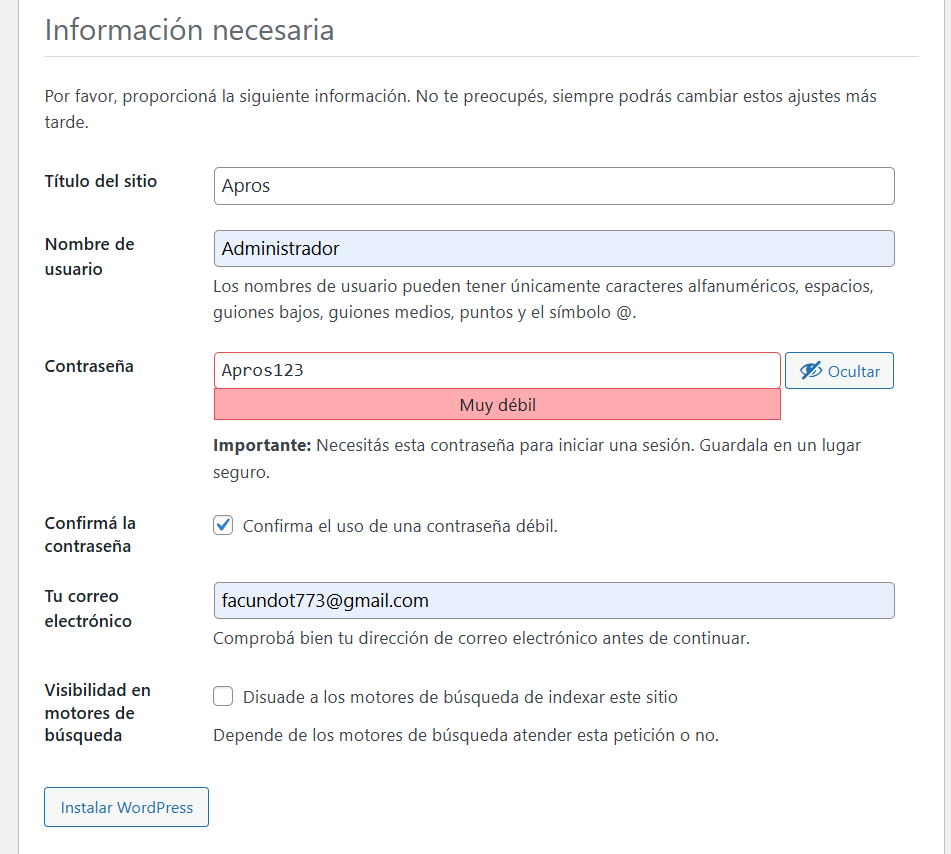 Información necesaria
Por favor, proporcioná la siguiente información. No te preocupés, siempre podrás cambiar estos ajustes más
tarde.
Título del sitio
Apros
Nombre de
usuario
Administrador
Los nombres de usuario pueden tener únicamente caracteres alfanuméricos, espacios,
guiones bajos, guiones medios, puntos y el símbolo @.
Contraseña
Apros123
Ocultar
Muy débil
Importante: Necesitás esta contraseña para iniciar una sesión. Guardala en un lugar
seguro.
Confirmá la
contraseña
Confirma el uso de una contraseña débil.
Tu correo
electrónico
facundot773@gmail.com
Comprobá bien tu dirección de correo electrónico antes de continuar.
Visibilidad en
motores de
búsqueda
Disuade a los motores de búsqueda de indexar este sitio
Depende de los motores de búsqueda atender esta petición o no.
Instalar WordPress